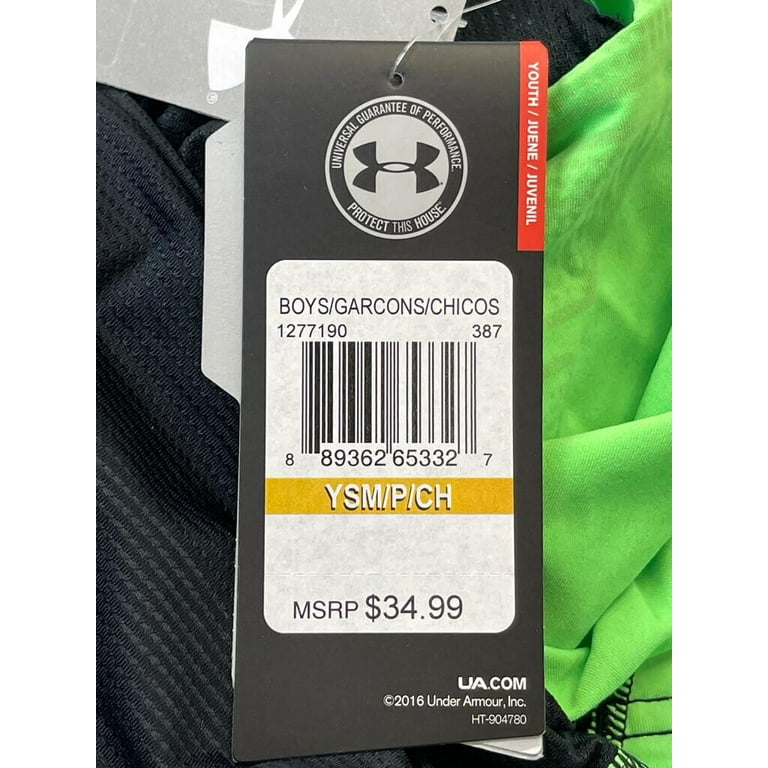 ®
YOUTH / JUENE / JUVENIL
UNIVERSAL GUARANTEE OF PERFORMANCE.
PROTECT THIS HOUSE.
BOYS/GARCONS/CHICOS
1277190 387
8 89362 65332 7
YSM/P/CH
MSRP $34.99
UA.COM
©2016 Under Armour, Inc.
HT-904780